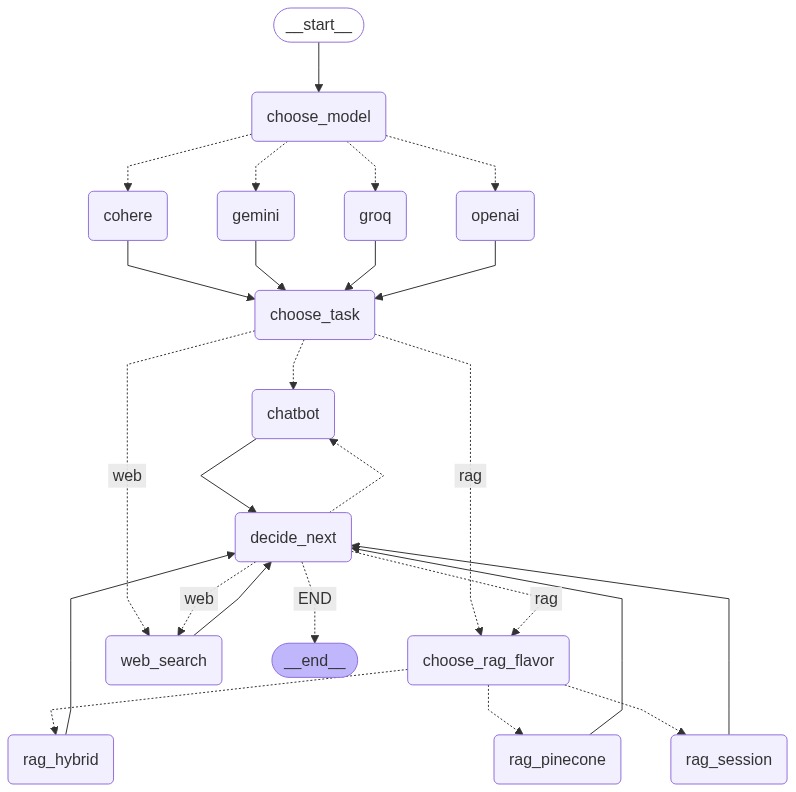 __start__
choose_model
cohere
gemini
groq
openai
choose_task
chatbot
web
rag
decide_next
web
END
rag
web_search
__end__
choose_rag_flavor
rag_hybrid
rag_pinecone
rag_session